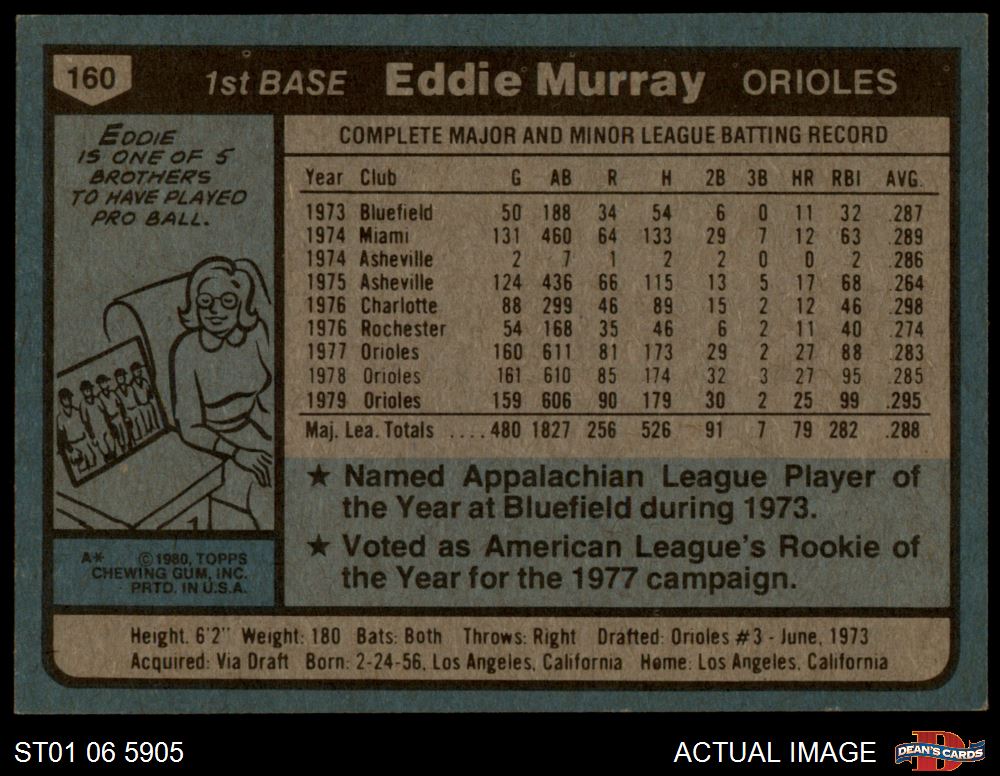 160 1st BASE Eddie Murray ORIOLES
EDDIE
IS ONE OF 5
BROTHERS
TO HAVE PLAYED
PRO BALL.
COMPLETE MAJOR AND MINOR LEAGUE BATTING RECORD
Year Club G AB R H 2B 3B HR RBI AVG.
1973 Bluefield 50 188 34 54 6 0 11 32 .287
1974 Miami 131 460 64 133 29 7 12 63 .289
1974 Asheville 2 7 1 2 2 0 0 2 .286
1975 Asheville 124 436 66 115 13 5 17 68 .264
1976 Charlotte 88 299 46 89 15 2 12 46 .298
1976 Rochester 54 168 35 46 6 2 11 40 .274
1977 Orioles 160 611 81 173 29 2 27 88 .283
1978 Orioles 161 610 85 174 32 3 27 95 .285
1979 Orioles 159 606 90 179 30 2 25 99 .295
Maj. Lea. Totals ....480 1827 256 526 91 7 79 282 .288
★ Named Appalachian League Player of
the Year at Bluefield during 1973.
★ Voted as American League's Rookie of
the Year for the 1977 campaign.
A* ©1980, TOPPS
CHEWING GUM, INC.
PRTD. IN U.S.A.
Height. 6'2" Weight: 180 Bats: Both Throws: Right Drafted: Orioles #3 - June, 1973
Acquired: Via Draft Born: 2-24-56, Los Angeles, California Home: Los Angeles, California
ST01 06 5905 ACTUAL IMAGE DEAN'S CARDS